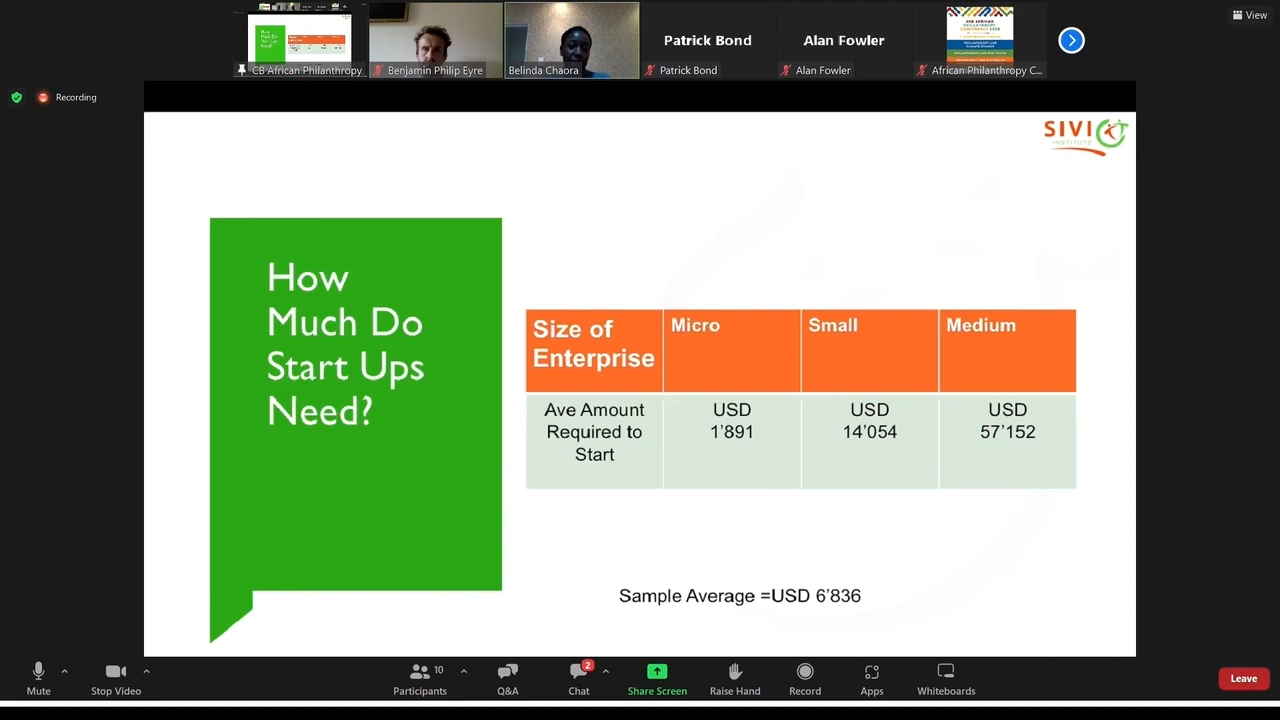 Patrick Bond
Alan Fowler
View
CB African Philanthropy
Benjamin Philip Eyre
Belinda Chaora
Patrick Bond
Alan Fowler
African Philanthropy C...
Recording
SIVI
INSTITUTE
How
Much Do
Start Ups
Need?
Size of
Enterprise
Micro
Small
Medium
Ave Amount
Required to
Start
USD
1’891
USD
14’054
USD
57’152
Sample Average =USD 6’836
Mute
Stop Video
10
Participants
Q&A
2
Chat
Share Screen
Raise Hand
Record
Apps
Whiteboards
Leave